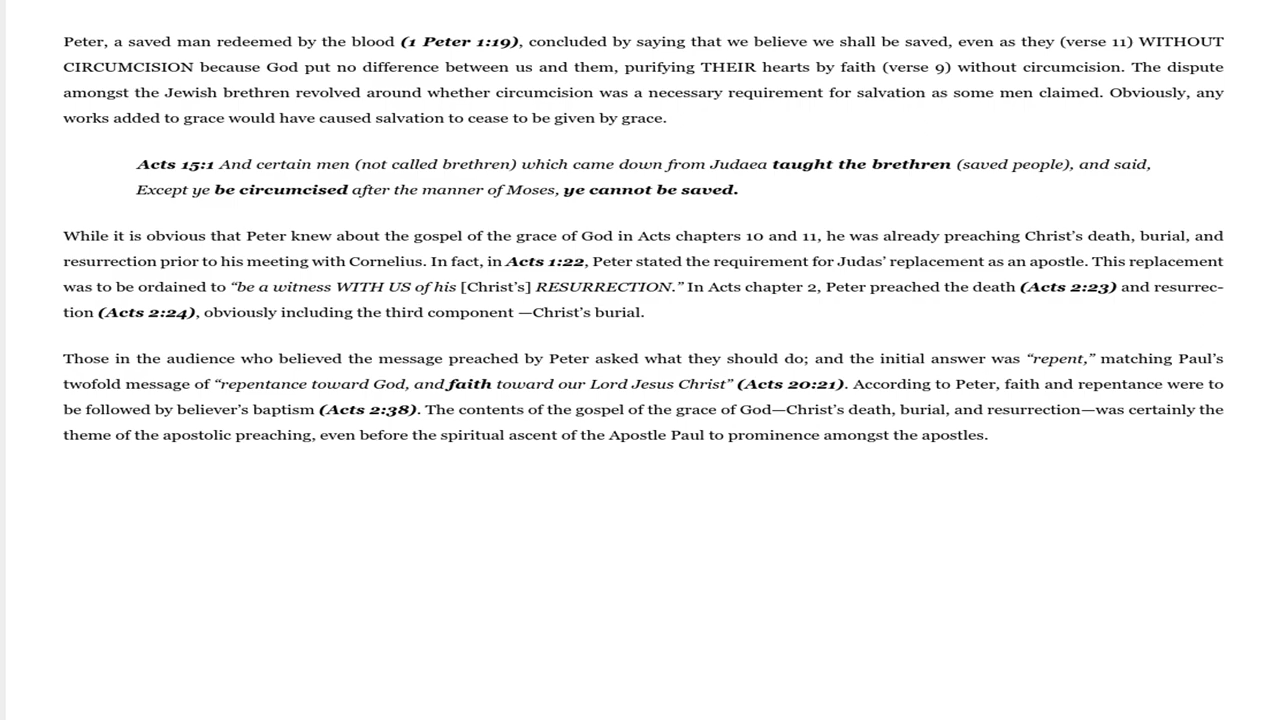 Peter, a saved man redeemed by the blood (1 Peter 1:19), concluded by saying that we believe we shall be saved, even as they (verse 11) WITHOUT
CIRCUMCISION because God put no difference between us and them, purifying THEIR hearts by faith (verse 9) without circumcision. The dispute
amongst the Jewish brethren revolved around whether circumcision was a necessary requirement for salvation as some men claimed. Obviously, any
works added to grace would have caused salvation to cease to be given by grace.
Acts 15:1 And certain men (not called brethren) which came down from Judaea taught the brethren (saved people), and said,
Except ye be circumcised after the manner of Moses, ye cannot be saved.
While it is obvious that Peter knew about the gospel of the grace of God in Acts chapters 10 and 11, he was already preaching Christ's death, burial, and
resurrection prior to his meeting with Cornelius. In fact, in Acts 1:22, Peter stated the requirement for Judas' replacement as an apostle. This replacement
was to be ordained to "be a witness WITH US of his [Christ's] RESURRECTION." In Acts chapter 2, Peter preached the death (Acts 2:23) and resurrec-
tion (Acts 2:24), obviously including the third component —Christ's burial.
Those in the audience who believed the message preached by Peter asked what they should do; and the initial answer was "repent," matching Paul's
twofold message of "repentance toward God, and faith toward our Lord Jesus Christ" (Acts 20:21). According to Peter, faith and repentance were to
be followed by believer's baptism (Acts 2:38). The contents of the gospel of the grace of God—Christ's death, burial, and resurrection—was certainly the
theme of the apostolic preaching, even before the spiritual ascent of the Apostle Paul to prominence amongst the apostles.